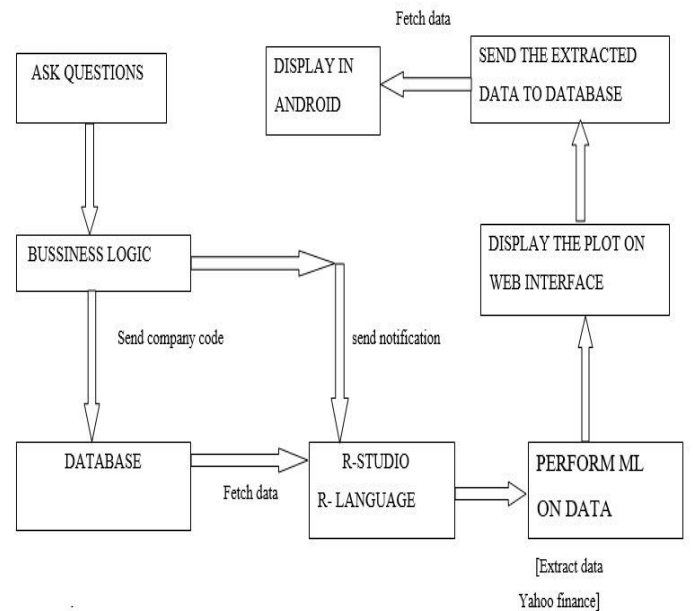 Fetch data
ASK QUESTIONS
DISPLAY IN
ANDROID
SEND THE EXTRACTED
DATA TO DATABASE
BUSSINESS LOGIC
DISPLAY THE PLOT ON
WEB INTERFACE
Send company code
send notification
DATABASE
Fetch data
R-STUDIO
R- LANGUAGE
PERFORM ML
ON DATA
[Extract data
Yahoo finance]
.